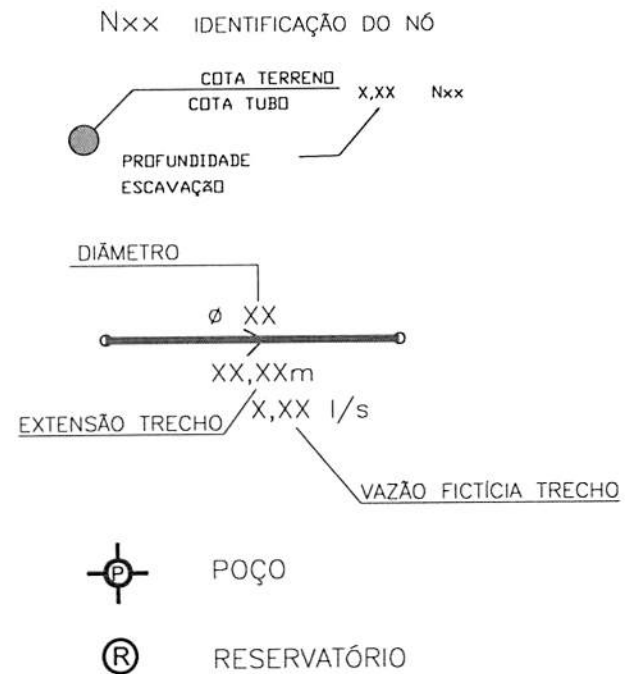 Nxx IDENTIFICAÇÃO DO NÓ
COTA TERRENO
COTA TUBO
X,XX Nxx
PROFUNDIDADE
ESCAVAÇÃO
DIÂMETRO
ø XX
XX,XXm
EXTENSÃO TRECHO
X,XX l/s
VAZÃO FICTÍCIA TRECHO
P POÇO
R RESERVATÓRIO